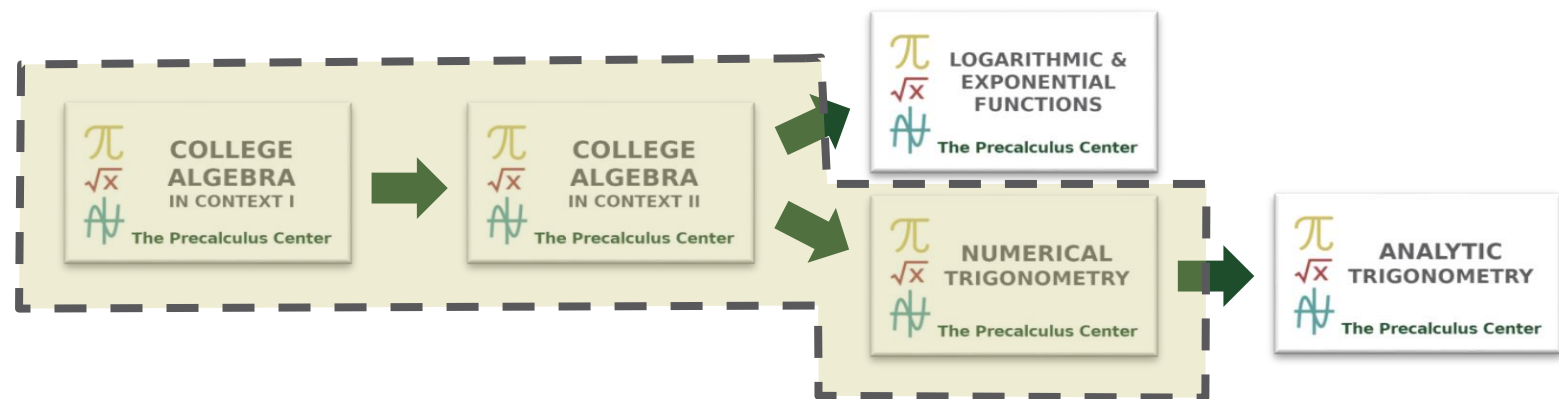 π
√x
COLLEGE
ALGEBRA
IN CONTEXT I
The Precalculus Center
π
√x
COLLEGE
ALGEBRA
IN CONTEXT II
The Precalculus Center
π
√x
LOGARITHMIC &
EXPONENTIAL
FUNCTIONS
The Precalculus Center
π
√x
NUMERICAL
TRIGONOMETRY
The Precalculus Center
π
√x
ANALYTIC
TRIGONOMETRY
The Precalculus Center